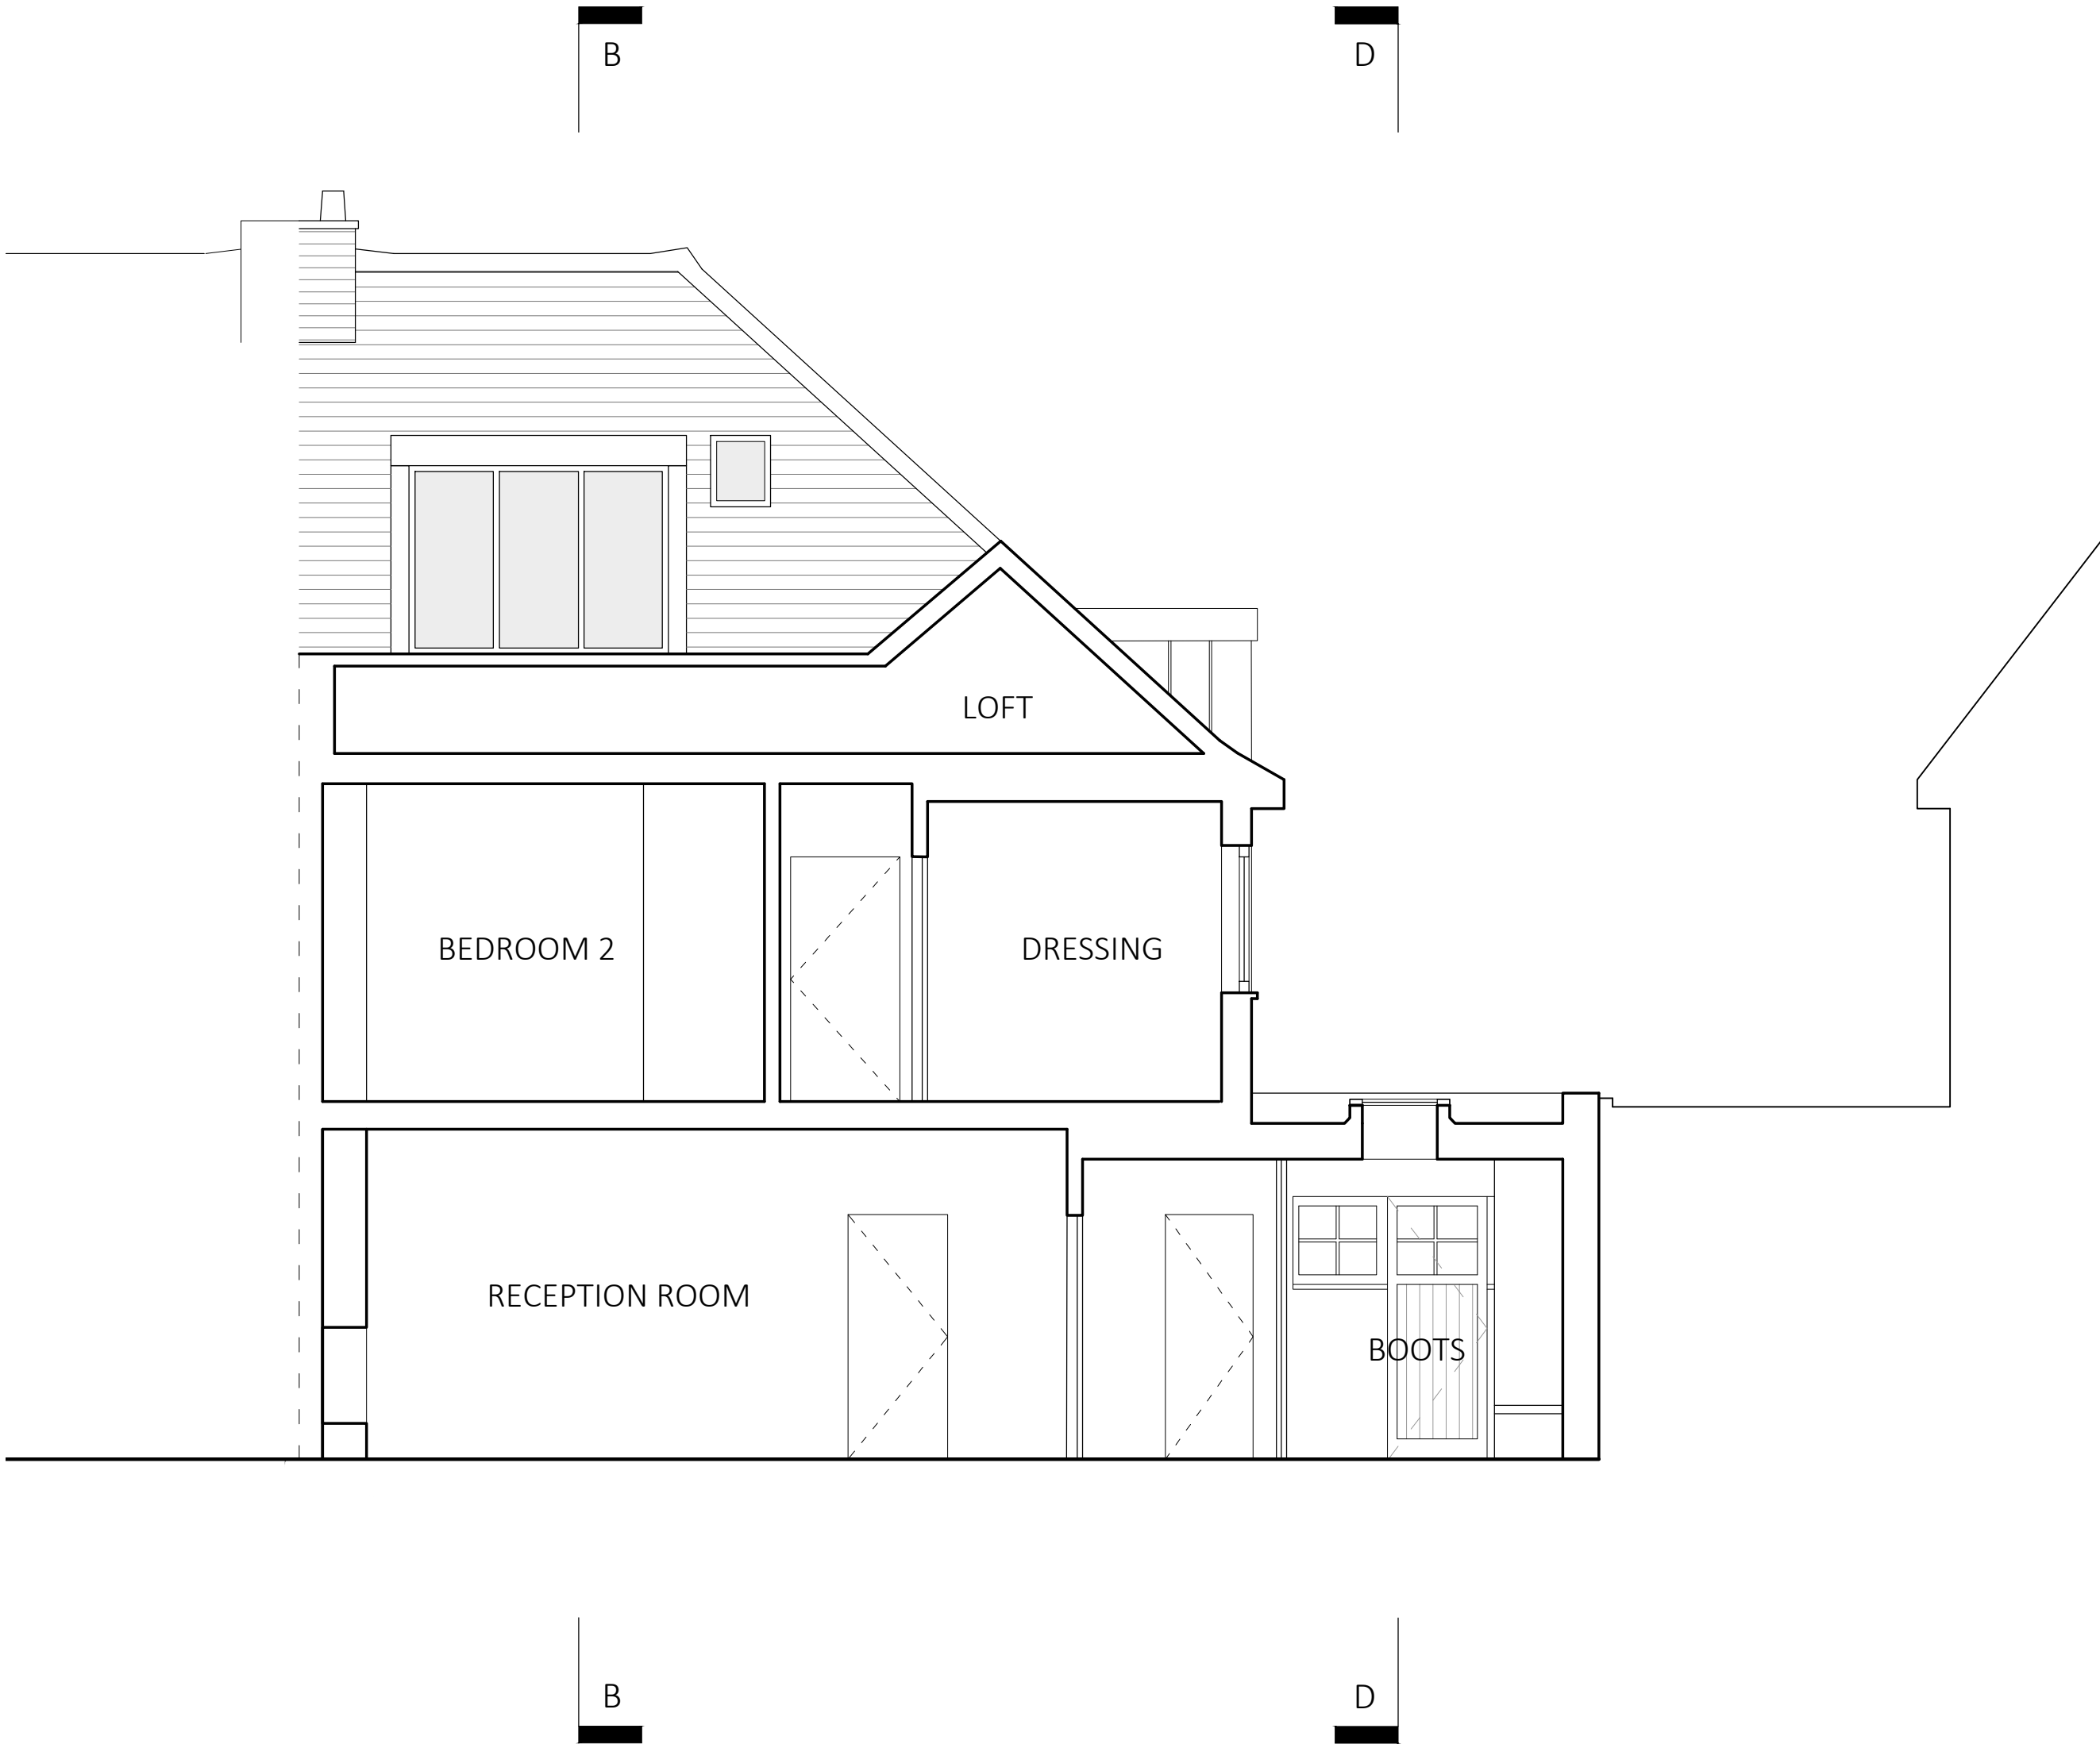 B
D
LOFT
BEDROOM 2
DRESSING
RECEPTION ROOM
BOOTS
B
D